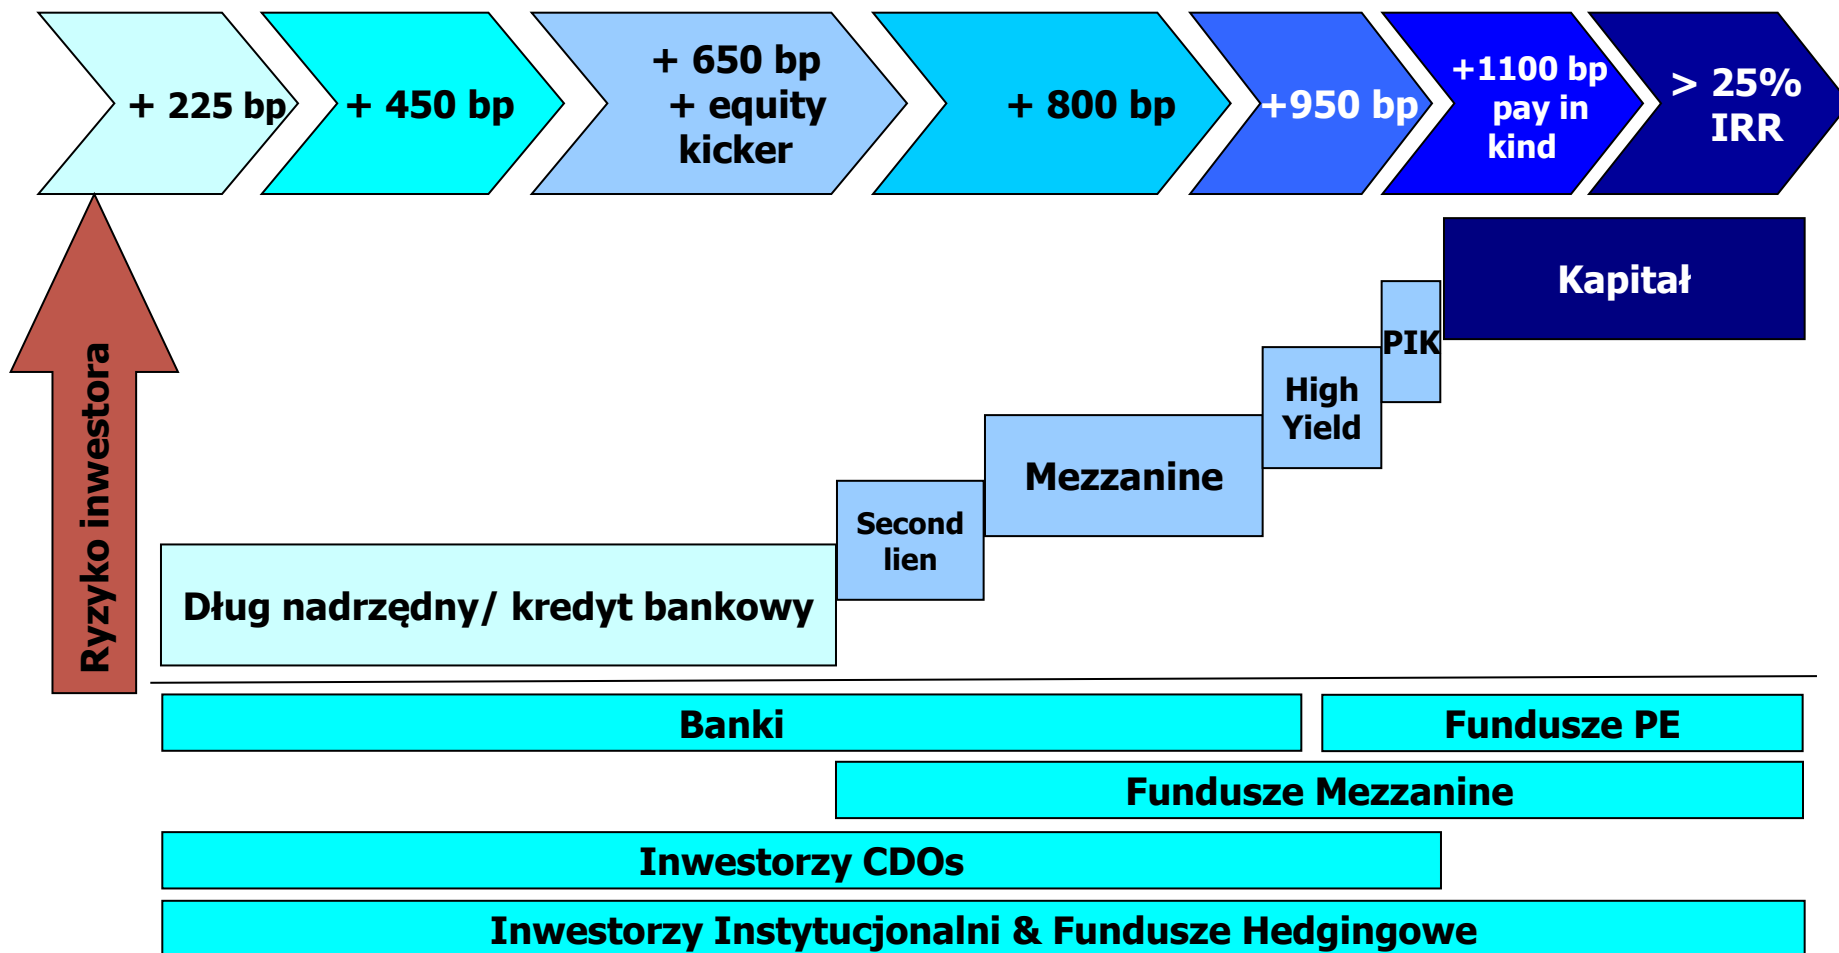 + 225 bp
+ 450 bp
+ 650 bp
+ equity
kicker
+ 800 bp
+950 bp
+1100 bp
pay in
kind
> 25%
IRR
Kapitał
PIK
High
Yield
Mezzanine
Second
lien
Dług nadrzędny/ kredyt bankowy
Ryzyko inwestora
Banki
Fundusze PE
Fundusze Mezzanine
Inwestorzy CDOs
Inwestorzy Instytucjonalni & Fundusze Hedgingowe